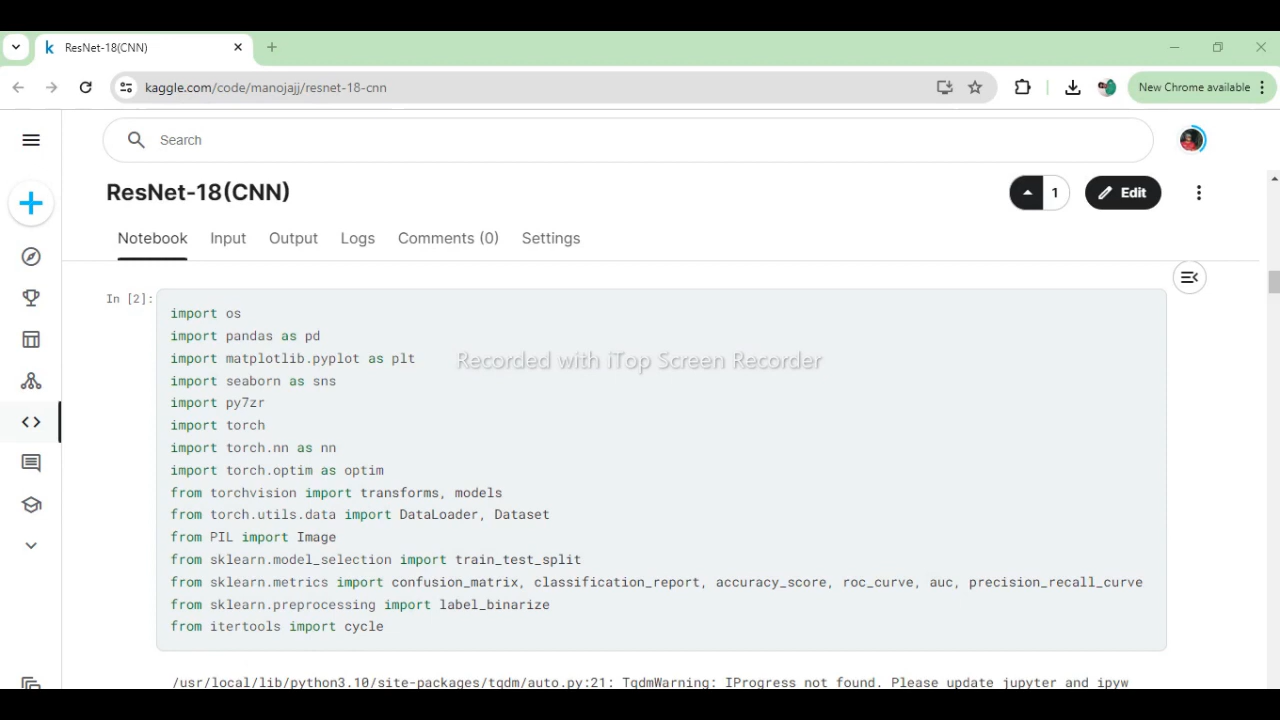 ResNet-18(CNN)
kaggle.com/code/manojajj/resnet-18-cnn
New Chrome available
Search
ResNet-18(CNN)
1
Edit
Notebook Input Output Logs Comments (0) Settings
In [2]:
import os
import pandas as pd
import matplotlib.pyplot as plt
Recorded with iTop Screen Recorder
import seaborn as sns
import py7zr
import torch
import torch.nn as nn
import torch.optim as optim
from torchvision import transforms, models
from torch.utils.data import DataLoader, Dataset
from PIL import Image
from sklearn.model_selection import train_test_split
from sklearn.metrics import confusion_matrix, classification_report, accuracy_score, roc_curve, auc, precision_recall_curve
from sklearn.preprocessing import label_binarize
from itertools import cycle
/usr/local/lib/python3.10/site-packages/tqdm/auto.py:21: TqdmWarning: IProgress not found. Please update jupyter and ipyw